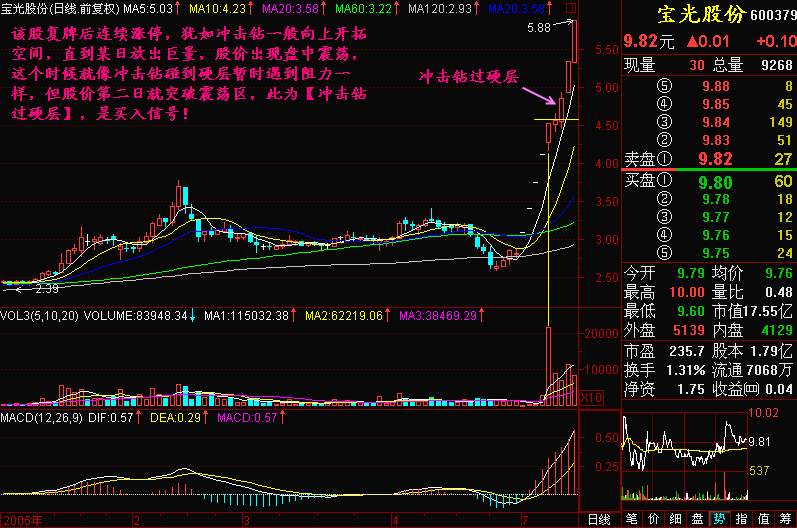 宝光股份(日线.前复权) MA5:5.03↑ MA10:4.23↑ MA20:3.58↑ MA60:3.22↑ MA120:2.93↑ MA20:3.58↑
该股复牌后连续涨停,犹如冲击钻一般向上开拓
空间,直到某日放出巨量,股价出现盘中震荡,
这个时候就像冲击钻碰到硬层暂时遇到阻力一
样,但股价第二日就突破震荡区,此为【冲击钻
过硬层】,是买入信号!
冲击钻过硬层
5.88
5.50
5.00
4.50
4.00
3.50
3.00
2.50
2.39
VOL3(5,10,20) VOLUME:83948.34↓ MA1:115032.38↑ MA2:62219.06↑ MA3:38469.29↑
20000
10000
X10
MACD(12,26,9) DIF:0.57↑ DEA:0.29↑ MACD:0.57↑
0.50
0.25
2005年 2 3 4 7 日线
宝光股份 600379
9.82元 ▲0.01 +0.10
现量 30 总量 9268
⑤ 9.88 8
④ 9.85 45
③ 9.84 149
② 9.83 51
卖盘① 9.82 27
买盘① 9.80 60
② 9.78 18
③ 9.77 12
④ 9.76 15
⑤ 9.75 24
今开 9.79 均价 9.76
最高 10.00 量比 0.48
最低 9.60 市值17.55亿
外盘 5139 内盘 4129
市盈 235.7 股本 1.79亿
换手 1.31% 流通 7068万
净资 1.75 收益㈣ 0.04
10.02
9.81
537
笔 价 细 盘 势 指 值 筹